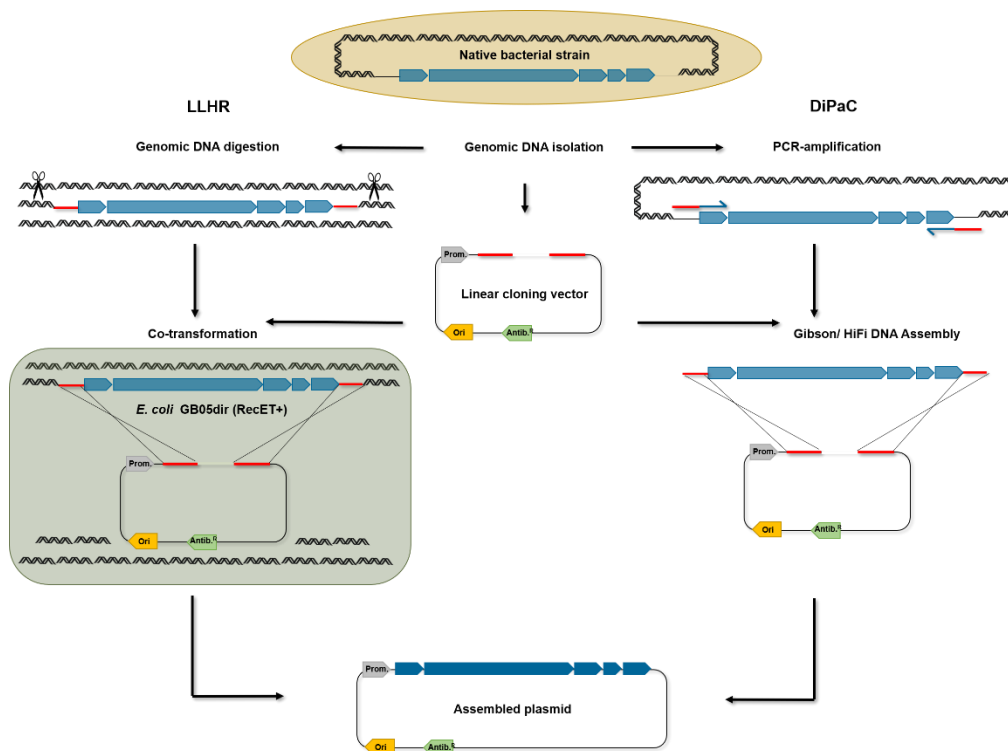 Native bacterial strain
LLHR
DiPaC
Genomic DNA digestion
Genomic DNA isolation
PCR-amplification
Prom.
Linear cloning vector
Ori
Antib.R
Co-transformation
Gibson/ HiFi DNA Assembly
E. coli GB05dir (RecET+)
Prom.
Ori
Antib.R
Prom.
Ori
Antib.R
Prom.
Assembled plasmid
Ori
Antib.R